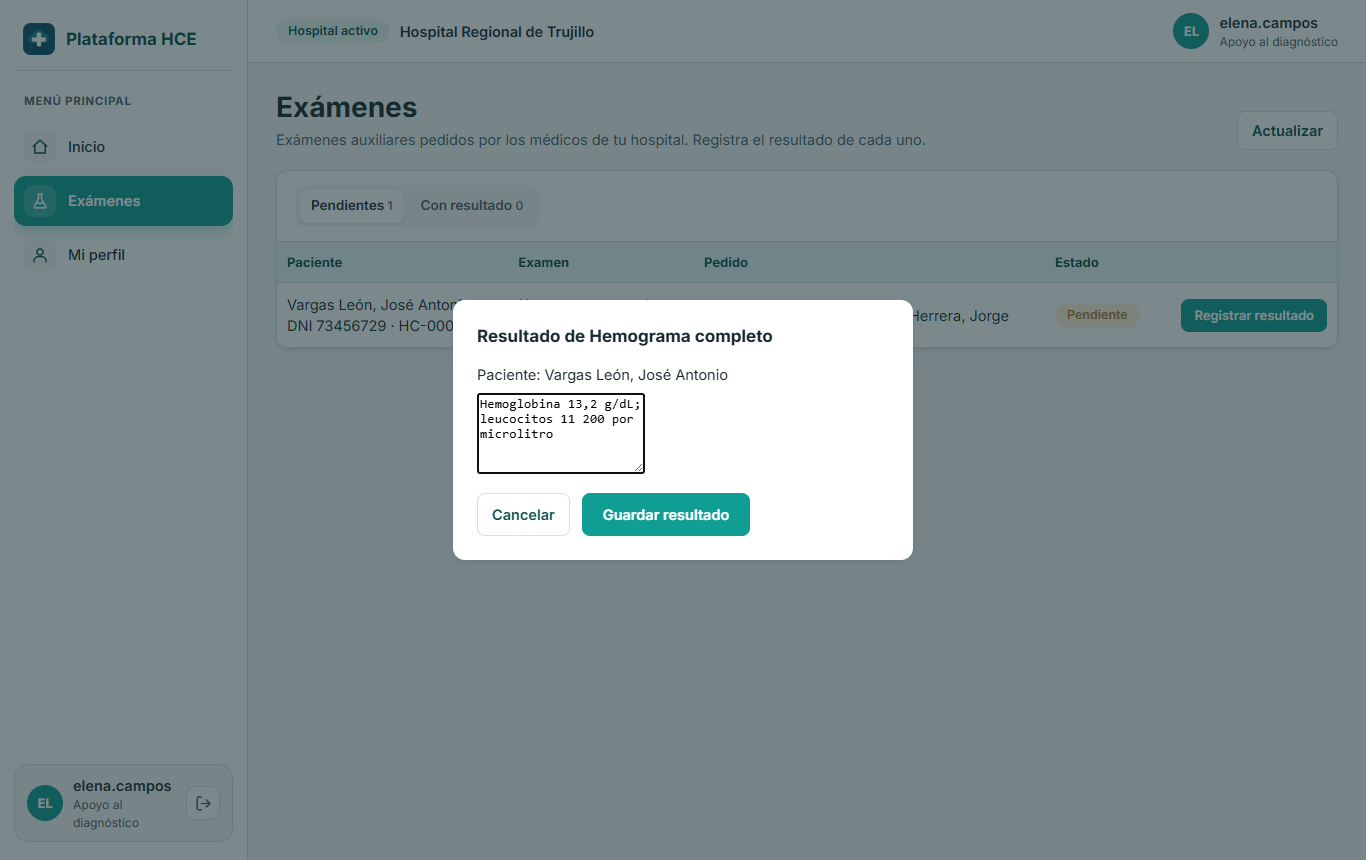 Plataforma HCE
MENÚ PRINCIPAL
Inicio
Exámenes
Mi perfil
elena.campos
Apoyo al
diagnóstico
EL
Hospital activo
Hospital Regional de Trujillo
EL
elena.campos
Apoyo al diagnóstico
Exámenes
Exámenes auxiliares pedidos por los médicos de tu hospital. Registra el resultado de cada uno.
Actualizar
Pendientes 1
Con resultado 0
Paciente Examen Pedido Estado
Vargas León, José
Herrera, Jorge
Pendiente
Registrar resultado
DNI 73456729 ·
Resultado de Hemograma completo
Paciente: Vargas León, José Antonio
Hemoglobina 13,2 g/dL;
leucocitos 11 200 por
microlitro
Cancelar
Guardar resultado